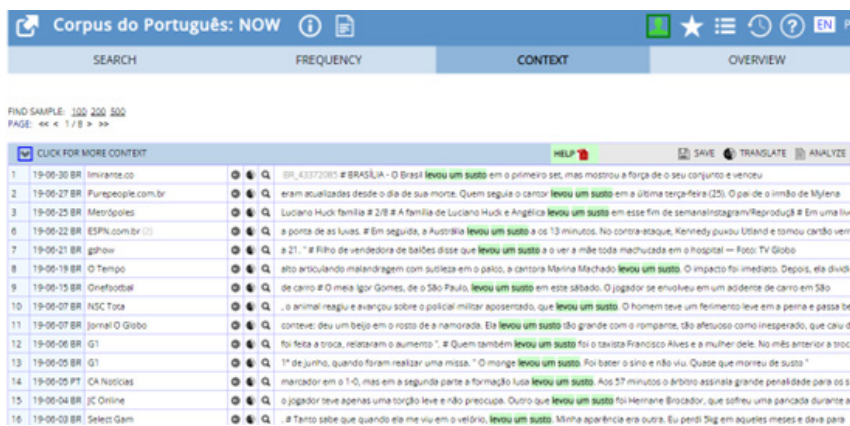 Corpus do Português: NOW EN
SEARCH FREQUENCY CONTEXT OVERVIEW
FIND SAMPLE: 100 200 500
PAGE: << < 1 / 8 > >>
CLICK FOR MORE CONTEXT HELP SAVE TRANSLATE ANALYZE
1 19-06-30 BR Imirante.co BR_43372085 # BRASÍLIA - O Brasil levou um susto em o primeiro set, mas mostrou a força de o seu conjunto e venceu
2 19-06-27 BR Purepeople.com.br eram atualizadas desde o dia de sua morte. Quem seguia o cantor levou um susto em a última terça-feira (25). O pai de o irmão de Mylena
3 19-06-25 BR Metrópoles Luciano Huck família # 2/8 # A família de Luciano Huck e Angélica levou um susto em esse fim de semanaInstagram/Reproduçã # Em uma
6 19-06-22 BR ESPN.com.br (2) a ponta de as luvas. # Em seguida, a Austrália levou um susto a os 13 minutos. No contra-ataque, Kennedy puxou Utland e tomou cartão
7 19-06-21 BR gshow a 21. " # Filho de vendedora de balões disse que levou um susto a o ver a mãe toda machucada em o hospital — Foto: TV Globo
8 19-06-19 BR O Tempo alto articulando malandragem com sutileza em o palco, a cantora Marina Machado levou um susto. O impacto foi imediato. Depois, ela
9 19-06-15 BR Onefootbal de carro # O meia Igor Gomes, de o São Paulo, levou um susto em este sábado. O jogador se envolveu em um acidente de carro em São
10 19-06-07 BR NSC Tota , o animal reagiu e avançou sobre o policial militar aposentado, que levou um susto. O homem teve um ferimento leve em a perna e passa
11 19-06-07 BR Jornal O Globo conteve: deu um beijo em o rosto de a namorada. Ela levou um susto tão grande com o rompante, tão afetuoso como inesperado, que caiu
12 19-06-06 BR G1 foi feita a troca, relataram o aumento ". # Quem também levou um susto foi o taxista Francisco Alves e a mulher dele. No mês anterior a
13 19-06-05 BR G1 1º de junho, quando foram realizar uma missa. " O monge levou um susto. Foi bater o sino e não viu. Quase que morreu de susto "
14 19-06-05 PT CA Notícias marcador em o 1-0, mas em a segunda parte a formação lusa levou um susto. Aos 57 minutos o árbitro assinala grande penalidade para os
15 19-06-04 BR JC Online o jogador teve apenas uma torção leve e não preocupa. Outro que levou um susto foi Hernane Brocador, que sofreu uma pancada durante
16 19-06-03 BR Select Gam . # Tanto sabe que quando ela me viu em o velório, levou um susto. Minha aparência era outra. Eu perdi 5kg em aqueles meses e dava para